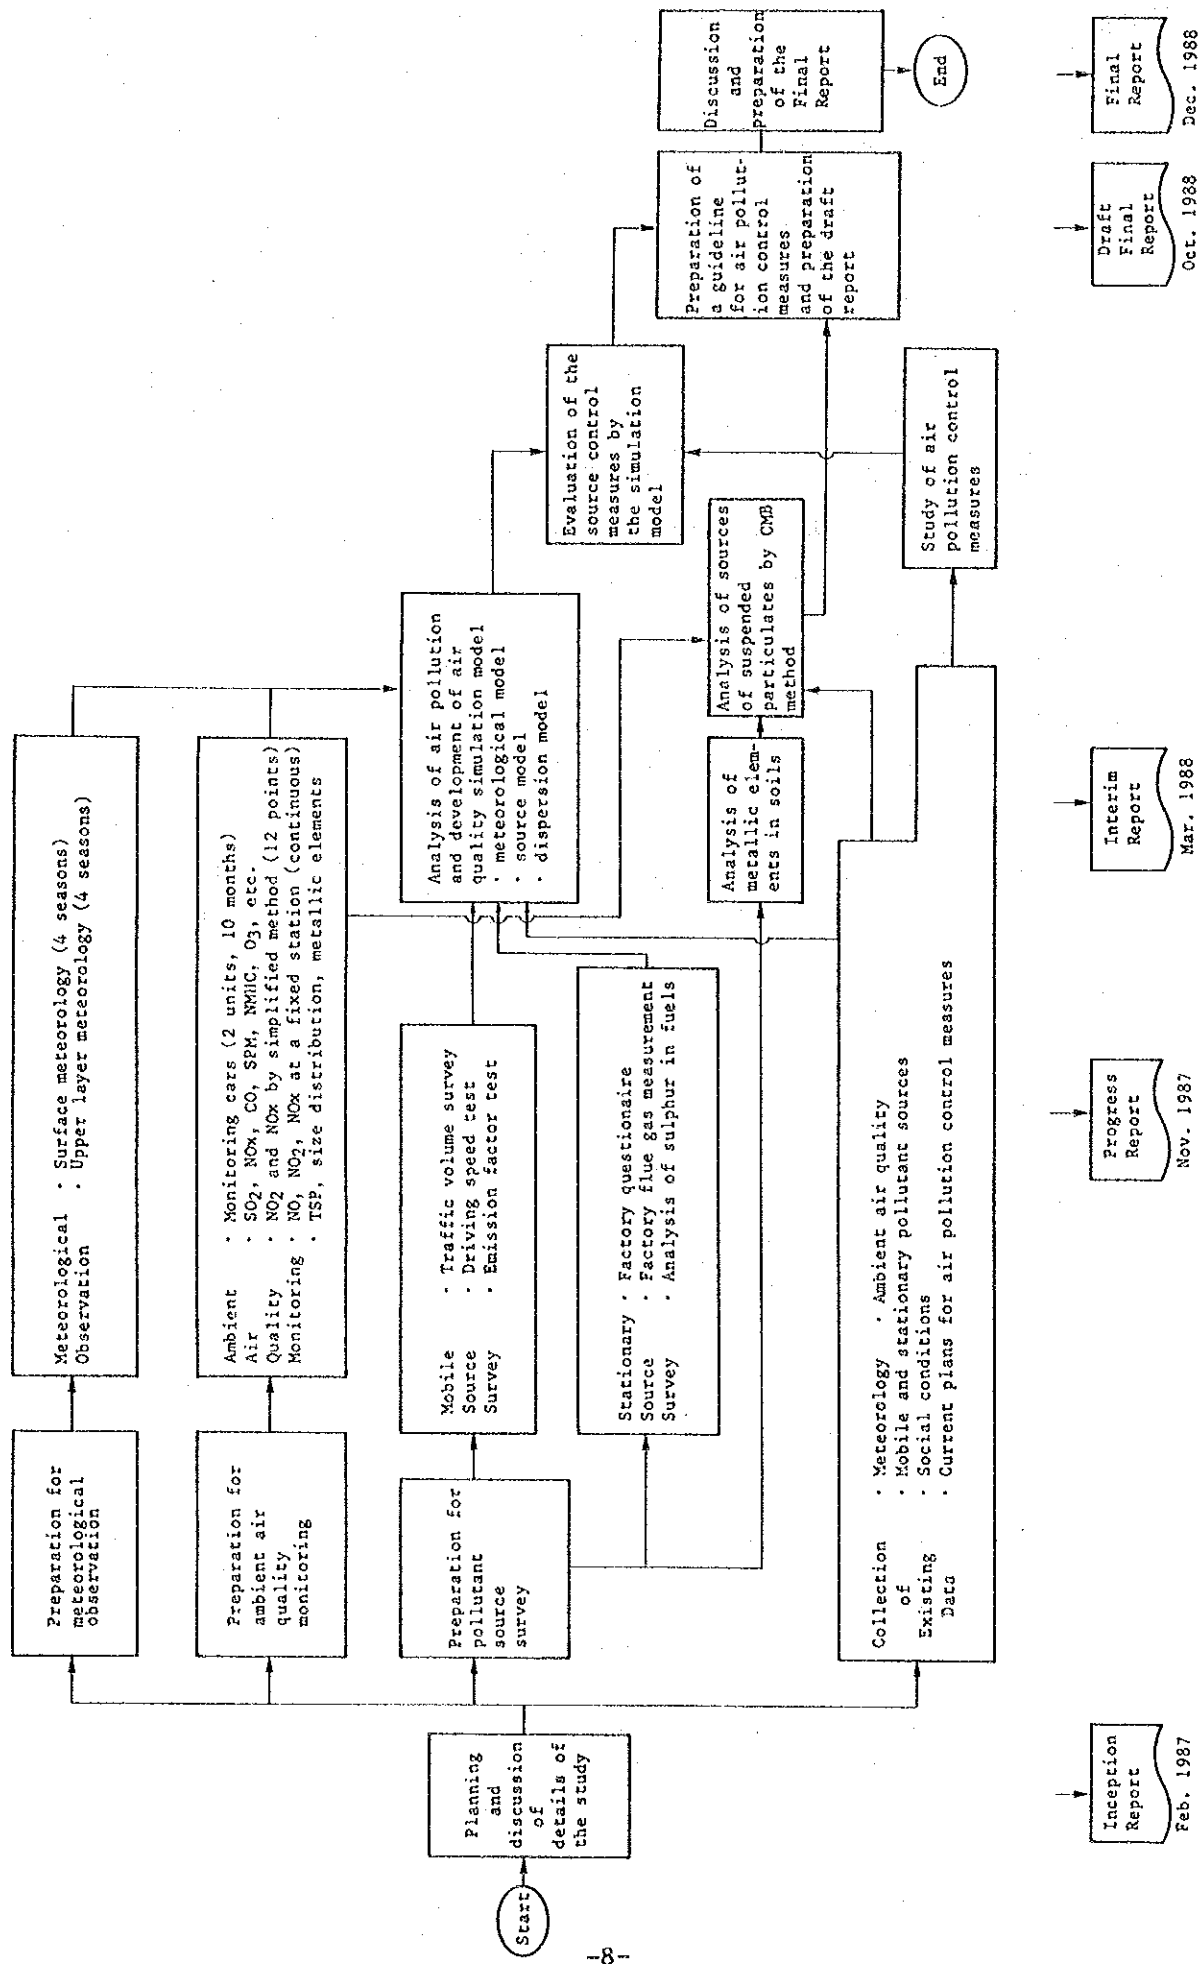 Start
Planning
and
discussion
of
details of
the study
Preparation for
meteorological
observation
Preparation for
ambient air
quality
monitoring
Preparation for
pollutant
source
survey
Meteorological · Surface meteorology (4 seasons)
Observation · Upper layer meteorology (4 seasons)
Ambient · Monitoring cars (2 units, 10 months)
Air · SO2, NOx, CO, SPM, NMHC, O3, etc.
Quality · NO2 and NOx by simplified method (12 points)
Monitoring · NO, NO2, NOx at a fixed station (continuous)
· TSP, size distribution, metallic elements
Mobile · Traffic volume survey
Source · Driving speed test
Survey · Emission factor test
Stationary · Factory questionaire
Source · Factory flue gas measurement
Survey · Analysis of sulphur in fuels
Collection · Meteorology · Ambient air quality
of · Mobile and stationary pollutant sources
Existing · Social conditions
Data · Current plans for air pollution control measures
Analysis of air pollution
and development of air
quality simulation model
· meteorological model
· source model
· dispersion model
Analysis of
metallic elem-
ents in soils
Analysis of sources
of suspended
particulates by CMB
method
Evaluation of the
source control
measures by
the simulation
model
Study of air
pollution control
measures
Preparation of
a guideline
for air pollut-
ion control
measures
and preparation
of the draft
report
Discussion
and
preparation
of the
Final
Report
End
Inception
Report
Feb. 1987
Progress
Report
Nov. 1987
Interim
Report
Mar. 1988
Draft
Final
Report
Oct. 1988
Final
Report
Dec. 1988
-8-